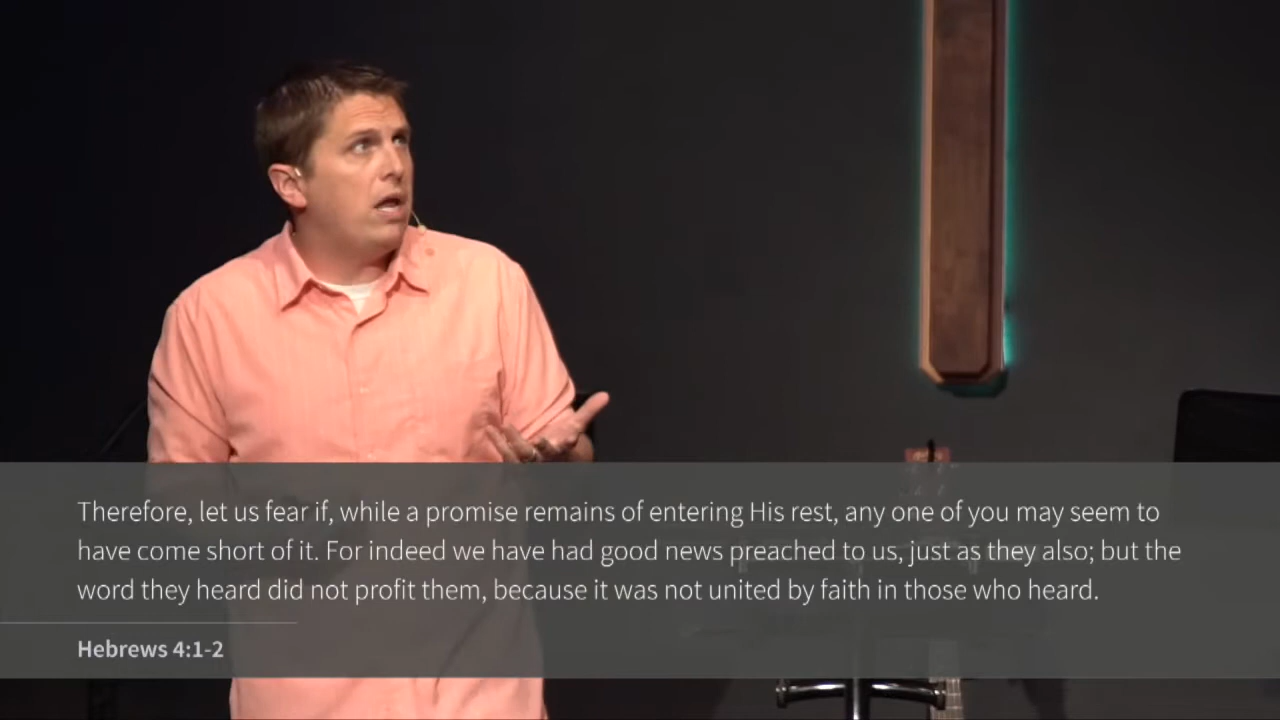 Therefore, let us fear if, while a promise remains of entering His rest, any one of you may seem to
have come short of it. For indeed we have had good news preached to us, just as they also; but the
word they heard did not profit them, because it was not united by faith in those who heard.
Hebrews 4:1-2